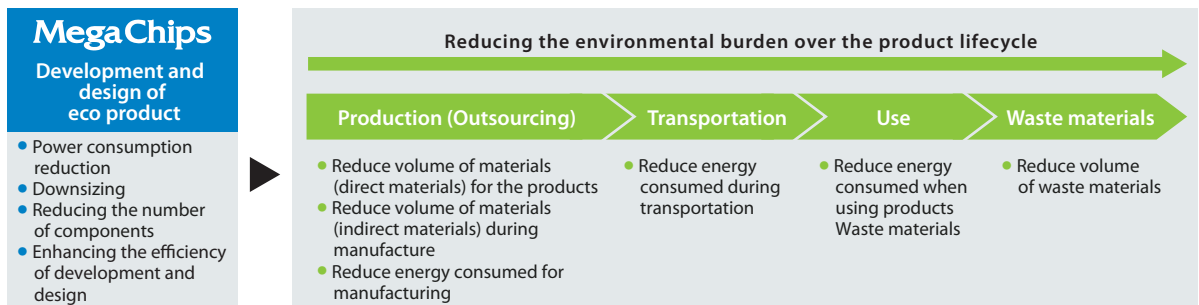 MegaChips
Development and
design of
eco product
• Power consumption
reduction
• Downsizing
• Reducing the number
of components
• Enhancing the efficiency
of development and
design
Reducing the environmental burden over the product lifecycle
Production (Outsourcing)
• Reduce volume of materials
(direct materials) for the products
• Reduce volume of materials
(indirect materials) during
manufacture
• Reduce energy consumed for
manufacturing
Transportation
• Reduce energy
consumed during
transportation
Use
• Reduce energy
consumed when
using products
Waste materials
Waste materials
• Reduce volume
of waste materials